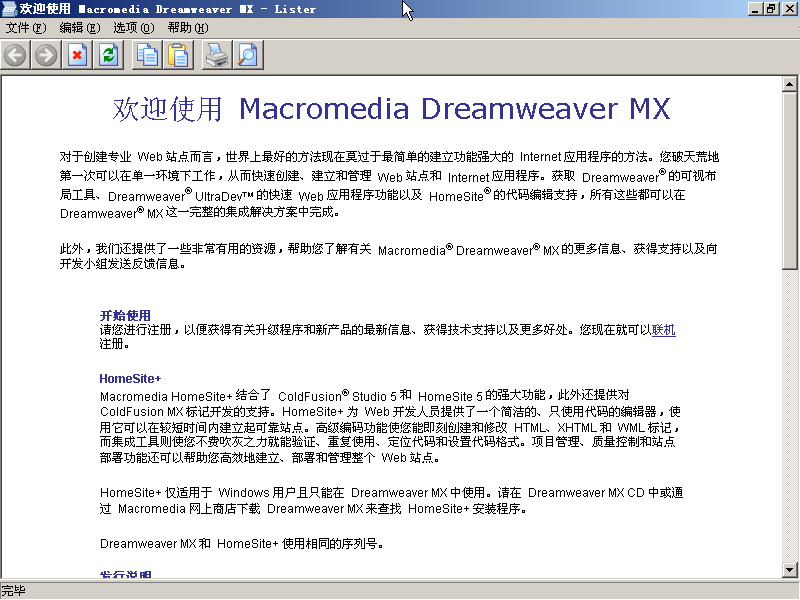 欢迎使用 Macromedia Dreamweaver MX - Lister
文件(F) 编辑(E) 选项(O) 帮助(H)
欢迎使用 Macromedia Dreamweaver MX
对于创建专业 Web 站点而言，世界上最好的方法现在莫过于最简单的建立功能强大的 Internet 应用程序的方法。您破天荒地
第一次可以在单一环境下工作，从而快速创建、建立和管理 Web 站点和 Internet 应用程序。获取 Dreamweaver® 的可视布
局工具、Dreamweaver® UltraDev™ 的快速 Web 应用程序功能以及 HomeSite® 的代码编辑支持，所有这些都可以在
Dreamweaver® MX 这一完整的集成解决方案中完成。
此外，我们还提供了一些非常有用的资源，帮助您了解有关 Macromedia® Dreamweaver® MX 的更多信息、获得支持以及向
开发小组发送反馈信息。
开始使用
请您进行注册，以便获得有关升级程序和新产品的最新信息、获得技术支持以及更多好处。您现在就可以联机
注册。
HomeSite+
Macromedia HomeSite+ 结合了 ColdFusion® Studio 5 和 HomeSite 5 的强大功能，此外还提供对
ColdFusion MX 标记开发的支持。HomeSite+ 为 Web 开发人员提供了一个简洁的、只使用代码的编辑器，使
用它可以在较短时间内建立起可靠站点。高级编码功能使您能即刻创建和修改 HTML、XHTML 和 WML 标记，
而集成工具则使您不费吹灰之力就能验证、重复使用、定位代码和设置代码格式。项目管理、质量控制和站点
部署功能还可以帮助您高效地建立、部署和管理整个 Web 站点。
HomeSite+ 仅适用于 Windows 用户且只能在 Dreamweaver MX 中使用。请在 Dreamweaver MX CD 中或通
过 Macromedia 网上商店下载 Dreamweaver MX 来查找 HomeSite+ 安装程序。
Dreamweaver MX 和 HomeSite+ 使用相同的序列号。
发行说明
完毕